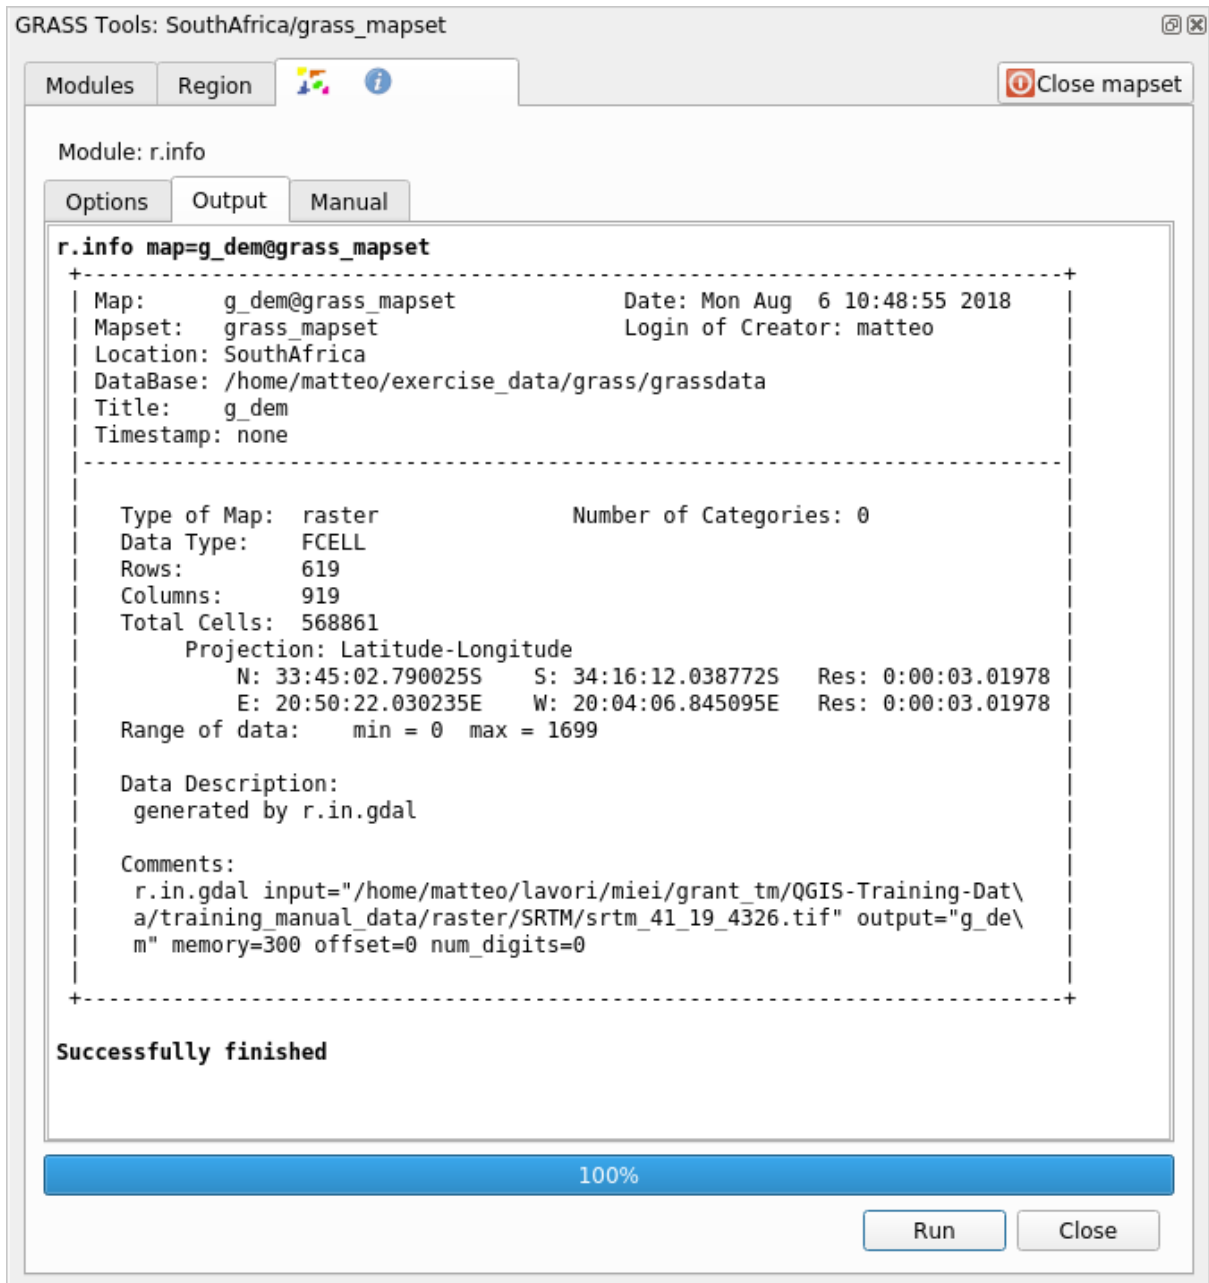 GRASS Tools: SouthAfrica/grass_mapset
Modules Region Close mapset
Module: r.info
Options Output Manual
r.info map=g_dem@grass_mapset
+----------------------------------------------------------------------------+
| Map:      g_dem@grass_mapset             Date: Mon Aug  6 10:48:55 2018    |
| Mapset:   grass_mapset                   Login of Creator: matteo          |
| Location: SouthAfrica                                                      |
| DataBase: /home/matteo/exercise_data/grass/grassdata                       |
| Title:    g_dem                                                            |
| Timestamp: none                                                            |
|----------------------------------------------------------------------------|
|                                                                            |
|   Type of Map:  raster               Number of Categories: 0               |
|   Data Type:    FCELL                                                      |
|   Rows:         619                                                        |
|   Columns:      919                                                        |
|   Total Cells:  568861                                                     |
|        Projection: Latitude-Longitude                                      |
|            N: 33:45:02.790025S    S: 34:16:12.038772S   Res: 0:00:03.01978 |
|            E: 20:50:22.030235E    W: 20:04:06.845095E   Res: 0:00:03.01978 |
|   Range of data:    min = 0  max = 1699                                    |
|                                                                            |
|   Data Description:                                                        |
|    generated by r.in.gdal                                                  |
|                                                                            |
|   Comments:                                                                |
|    r.in.gdal input="/home/matteo/lavori/miei/grant_tm/QGIS-Training-Dat\   |
|    a/training_manual_data/raster/SRTM/srtm_41_19_4326.tif" output="g_de\   |
|    m" memory=300 offset=0 num_digits=0                                     |
|                                                                            |
+----------------------------------------------------------------------------+
Successfully finished
100%
Run Close